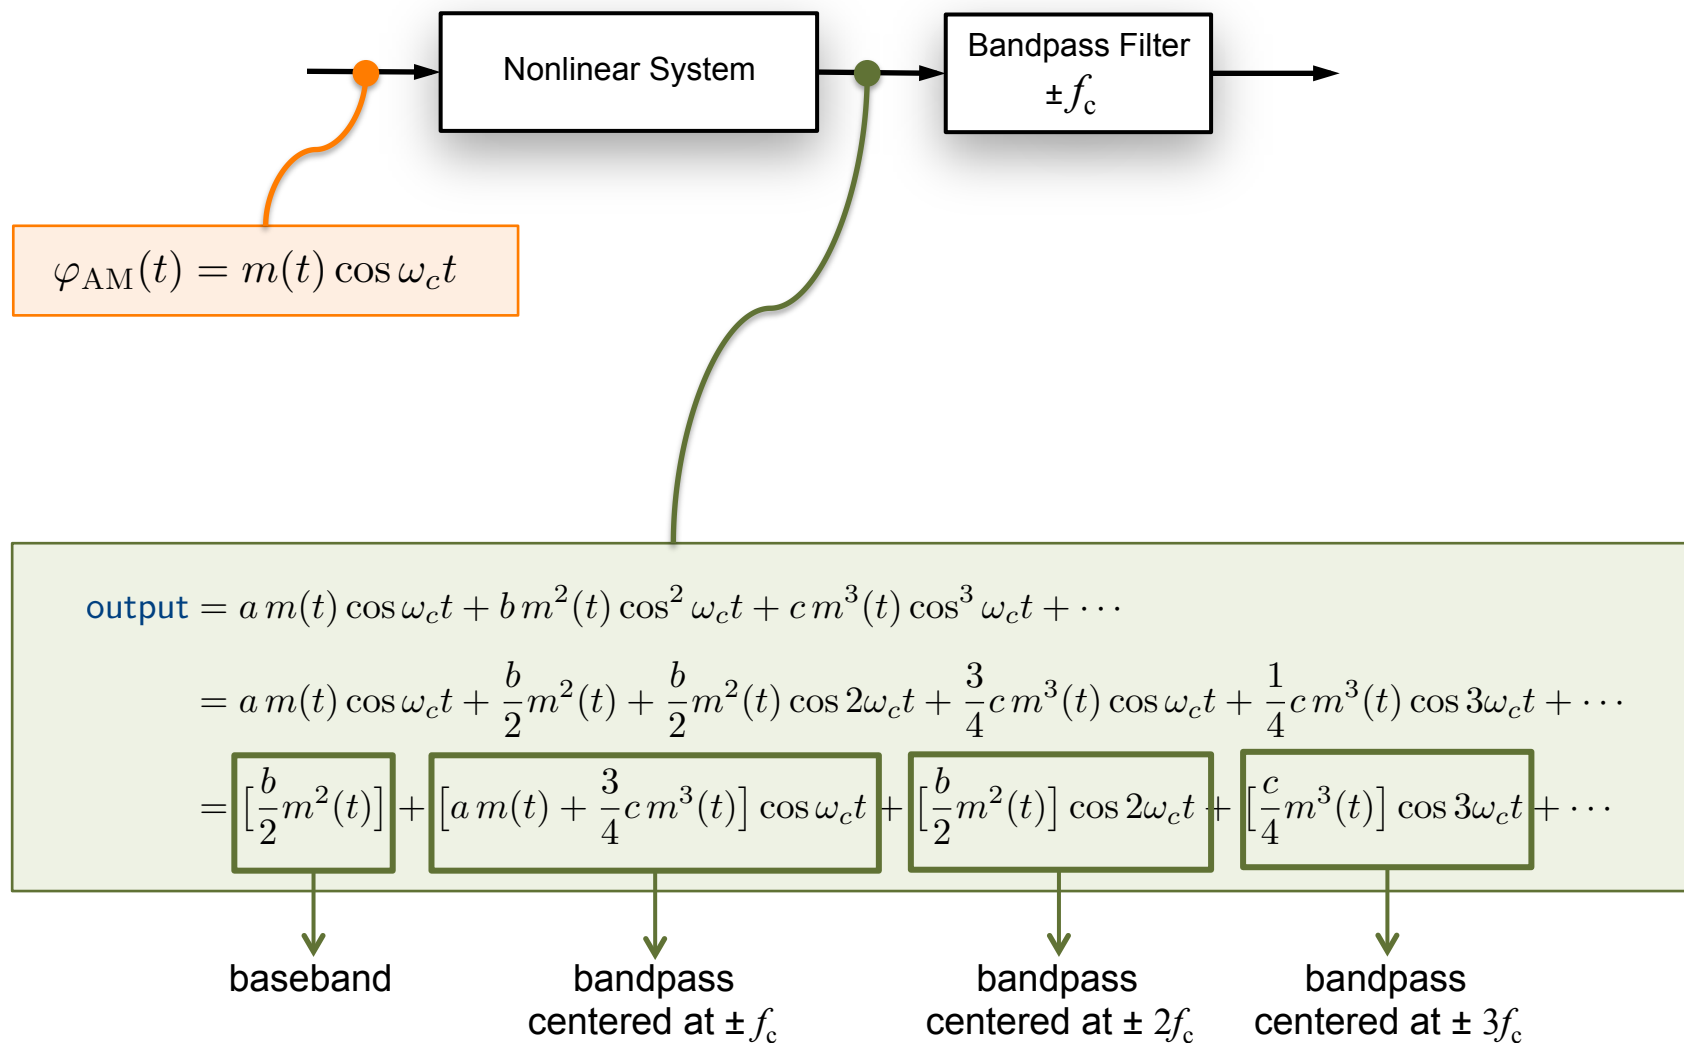 Nonlinear System
Bandpass Filter
± f_c
φ_AM(t) = m(t) cos ω_c t
output = a m(t) cos ω_c t + b m²(t) cos² ω_c t + c m³(t) cos³ ω_c t + ⋯
= a m(t) cos ω_c t + b/2 m²(t) + b/2 m²(t) cos 2ω_c t + 3/4 c m³(t) cos ω_c t + 1/4 c m³(t) cos 3ω_c t + ⋯
= [b/2 m²(t)] + [a m(t) + 3/4 c m³(t)] cos ω_c t + [b/2 m²(t)] cos 2ω_c t + [c/4 m³(t)] cos 3ω_c t + ⋯
baseband
bandpass
centered at ± f_c
bandpass
centered at ± 2f_c
bandpass
centered at ± 3f_c